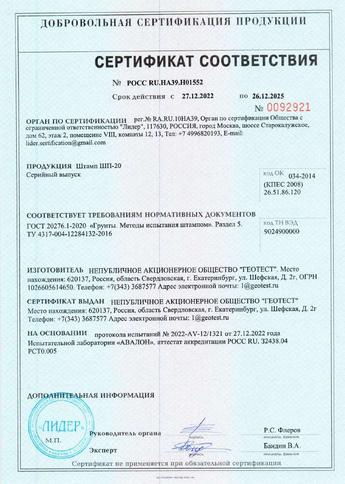 ДОБРОВОЛЬНАЯ СЕРТИФИКАЦИЯ ПРОДУКЦИИ
СЕРТИФИКАТ СООТВЕТСТВИЯ
№ РОСС RU.НА39.Н01552
Срок действия с 27.12.2022 по 26.12.2025
№ 0092921
ОРГАН ПО СЕРТИФИКАЦИИ рег.№ RA.RU.10НА39, Орган по сертификации Общества с
ограниченной ответственностью "Лидер", 117630, РОССИЯ, город Москва, шоссе Старокалужское,
дом 62, этаж 2, помещение VIII, комнаты 12, 13, Тел: +7 4996820193, E-mail:
lider.sertification@gmail.com
ПРОДУКЦИЯ Штамп ШП-20
Серийный выпуск
код ОК 034-2014
(КПЕС 2008)
26.51.86.120
СООТВЕТСТВУЕТ ТРЕБОВАНИЯМ НОРМАТИВНЫХ ДОКУМЕНТОВ
ГОСТ 20276.1-2020 «Грунты. Методы испытания штампом». Раздел 5.
ТУ 4317-004-12284132-2016
код ТН ВЭД
9024900000
ИЗГОТОВИТЕЛЬ НЕПУБЛИЧНОЕ АКЦИОНЕРНОЕ ОБЩЕСТВО "ГЕОТЕСТ". Место
нахождения: 620137, Россия, область Свердловская, г. Екатеринбург, ул. Шефская, Д. 2г, ОГРН
1026604956150. Телефон: +7(343) 3687577 Адрес электронной почты: 1@geotest.ru
СЕРТИФИКАТ ВЫДАН НЕПУБЛИЧНОЕ АКЦИОНЕРНОЕ ОБЩЕСТВО "ГЕОТЕСТ"
Место нахождения: 620137, Россия, область Свердловская, г. Екатеринбург, ул. Шефская, Д. 2г
Телефон: +7(343) 3687577 Адрес электронной почты: 1@geotest.ru
НА ОСНОВАНИИ протокола испытаний № 2022-AV-12/1321 от 27.12.2022 года
Испытательной лаборатории «АВАЛОН», аттестат аккредитации РОСС RU. 32438.04
РСТ0.005
ДОПОЛНИТЕЛЬНАЯ ИНФОРМАЦИЯ
«ЛИДЕР»
М.П.
Руководитель органа
Р.С. Флеров
Эксперт
Бандин В.А.
Сертификат не применяется при обязательной сертификации